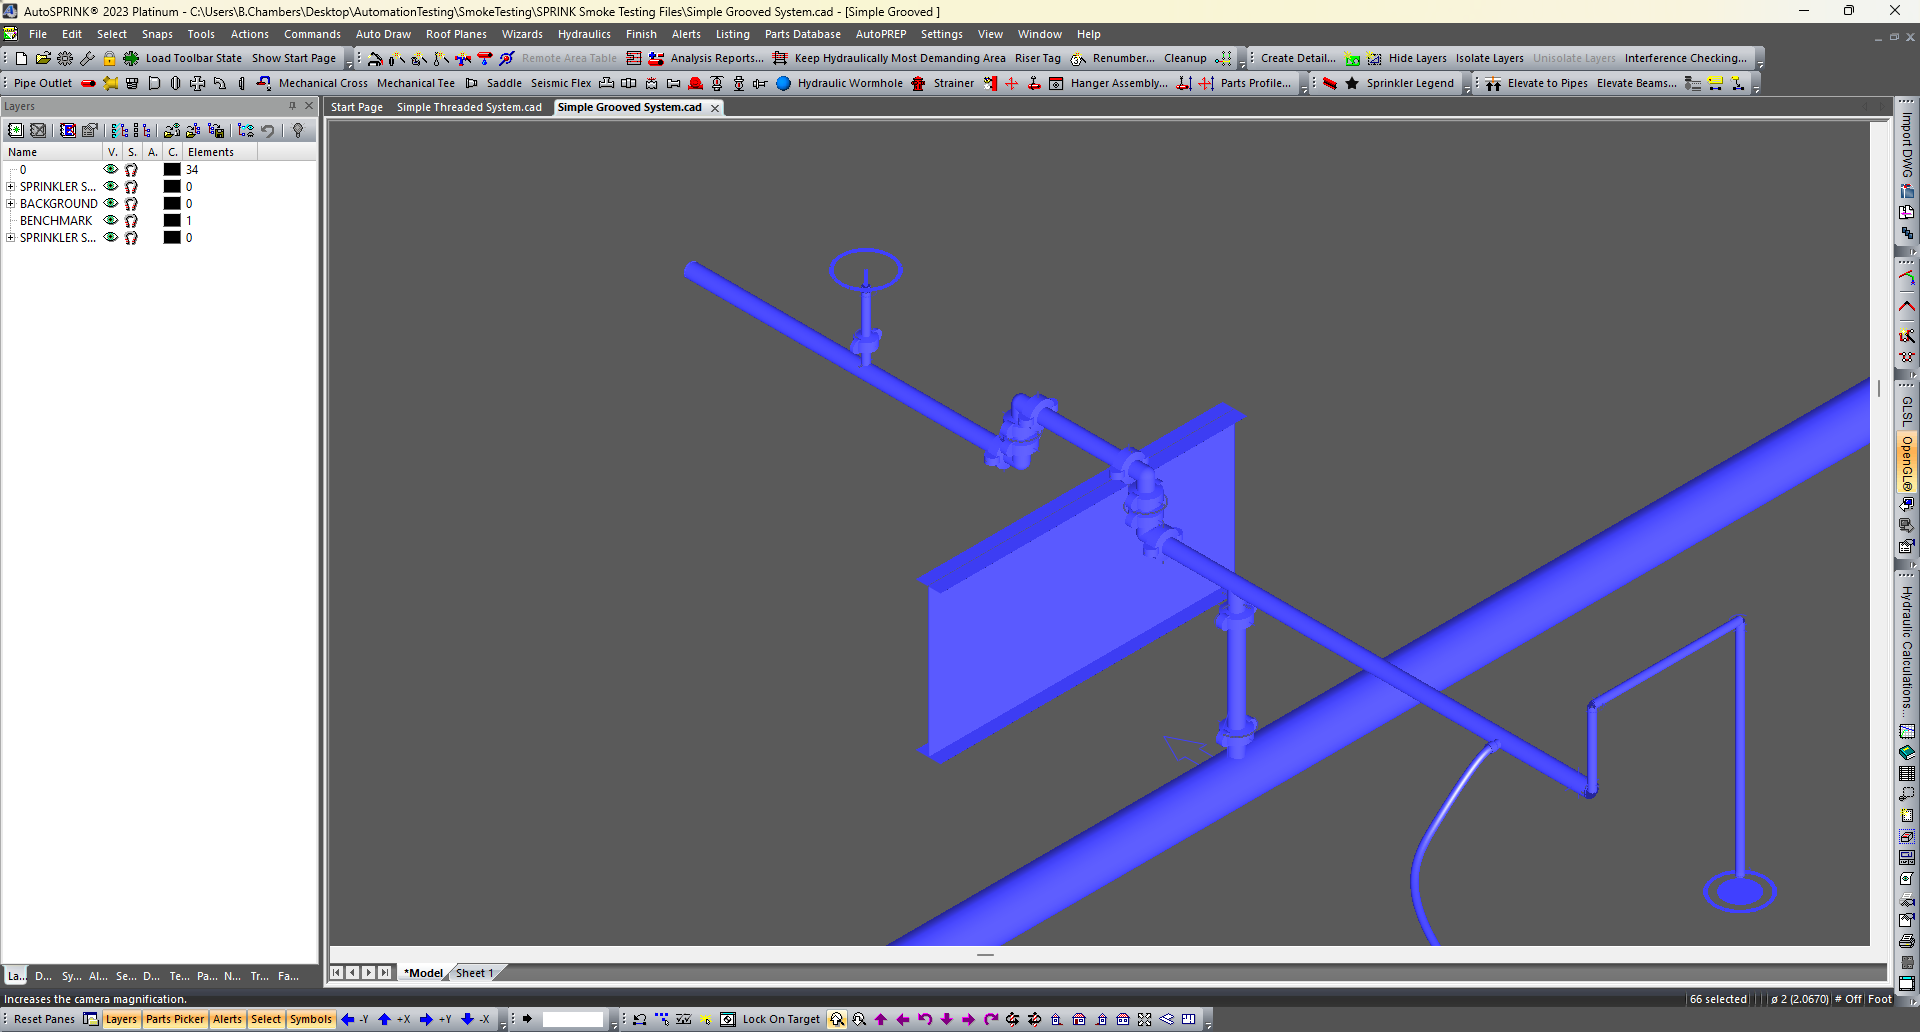 AutoSPRINK® 2023 Platinum - C:\Users\B.Chambers\Desktop\AutomationTesting\SmokeTesting\SPRINK Smoke Testing Files\Simple Grooved System.cad - [Simple Grooved ]
File Edit Select Snaps Tools Actions Commands Auto Draw Roof Planes Wizards Hydraulics Finish Alerts Listing Parts Database AutoPREP Settings View Window Help
Load Toolbar State Show Start Page Remote Area Table Analysis Reports... Keep Hydraulically Most Demanding Area Riser Tag Renumber... Cleanup Create Detail... Hide Layers Isolate Layers Unisolate Layers Interference Checking...
Pipe Outlet Mechanical Cross Mechanical Tee Saddle Seismic Flex Hydraulic Wormhole Strainer Hanger Assembly... Parts Profile... Sprinkler Legend Elevate to Pipes Elevate Beams...
Layers
Start Page Simple Threaded System.cad Simple Grooved System.cad
Name V. S. A. C. Elements
0 34
SPRINKLER S... 0
BACKGROUND 0
BENCHMARK 1
SPRINKLER S... 0
Import DWG
GLSL
OpenGL®
Hydraulic Calculations...
La... D... Sy... Al... Se... D... Te... Pa... N... Tr... Fa...
*Model Sheet 1
Increases the camera magnification.
66 selected ø 2 (2.0670) # Off Foot
Reset Panes Layers Parts Picker Alerts Select Symbols -Y +X +Y -X Lock On Target